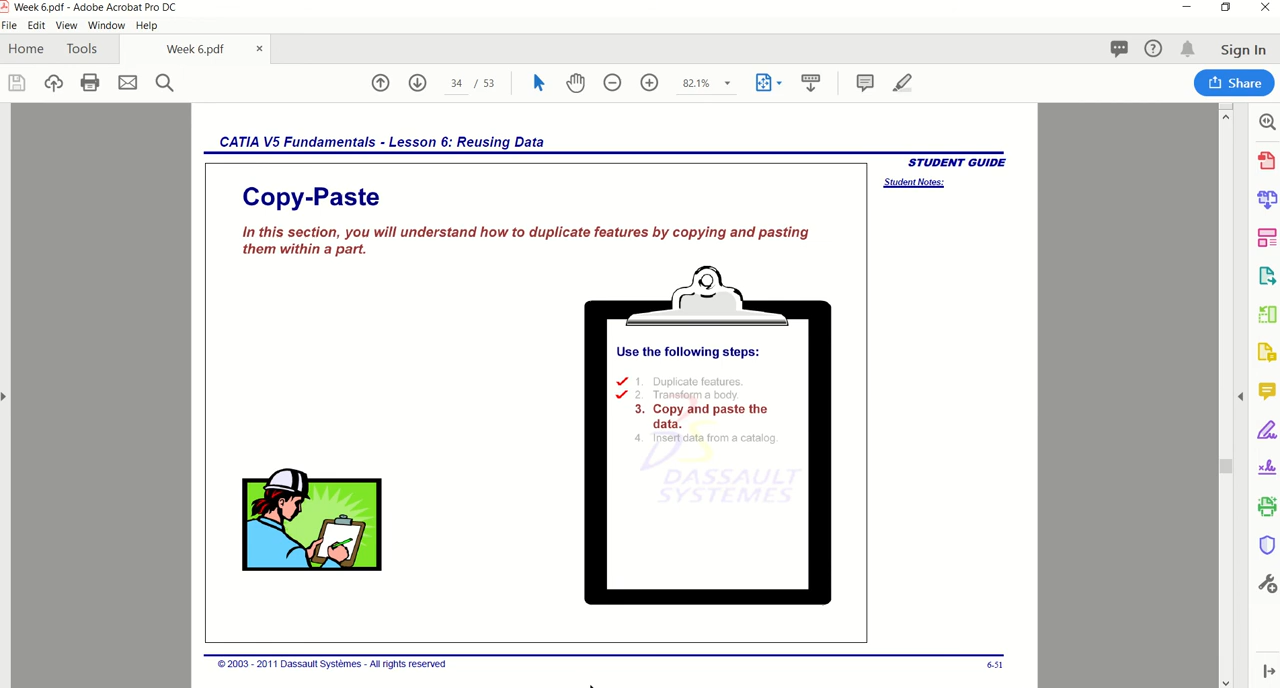 Week 6.pdf - Adobe Acrobat Pro DC
File Edit View Window Help
Home Tools Week 6.pdf × Sign In
34 / 53 82.1% Share
CATIA V5 Fundamentals - Lesson 6: Reusing Data
STUDENT GUIDE
Student Notes:
Copy-Paste
In this section, you will understand how to duplicate features by copying and pasting
them within a part.
Use the following steps:
1. Duplicate features.
2. Transform a body.
3. Copy and paste the
data.
4. Insert data from a catalog.
DASSAULT
SYSTEMES
© 2003 - 2011 Dassault Systèmes - All rights reserved
6-51